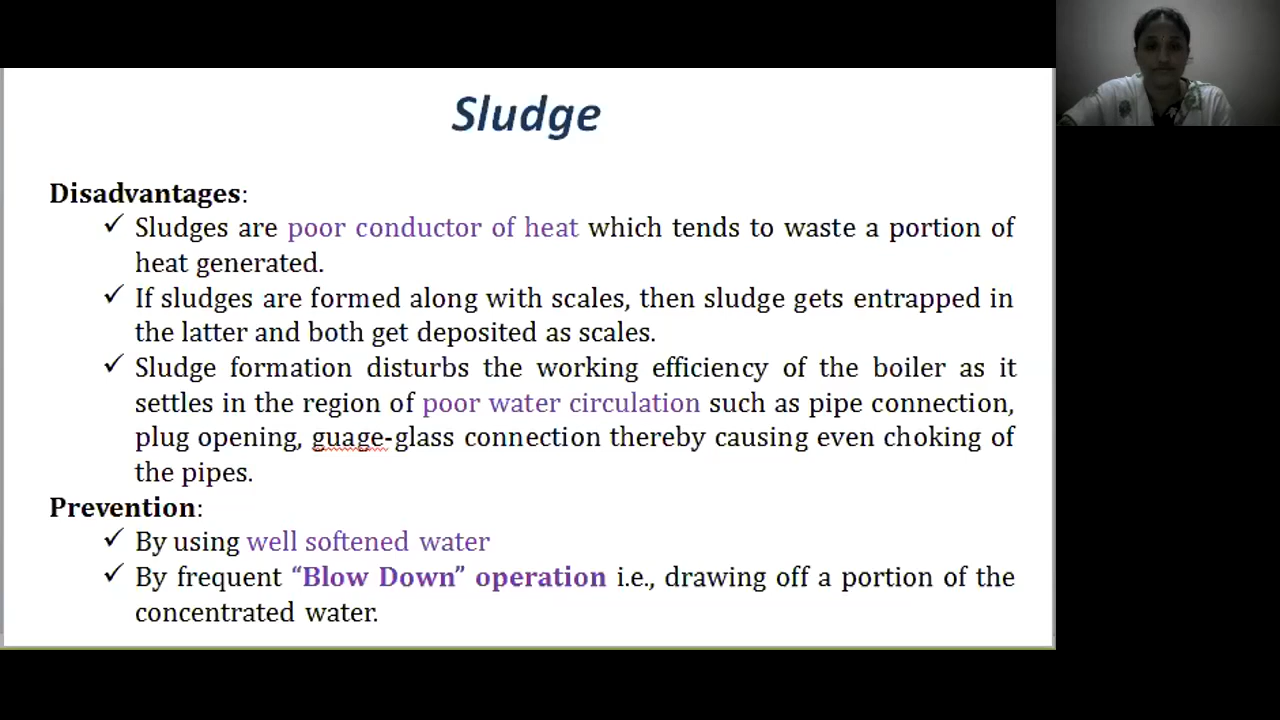 Sludge
Disadvantages:
✓ Sludges are poor conductor of heat which tends to waste a portion of
heat generated.
✓ If sludges are formed along with scales, then sludge gets entrapped in
the latter and both get deposited as scales.
✓ Sludge formation disturbs the working efficiency of the boiler as it
settles in the region of poor water circulation such as pipe connection,
plug opening, guage-glass connection thereby causing even choking of
the pipes.
Prevention:
✓ By using well softened water
✓ By frequent “Blow Down” operation i.e., drawing off a portion of the
concentrated water.